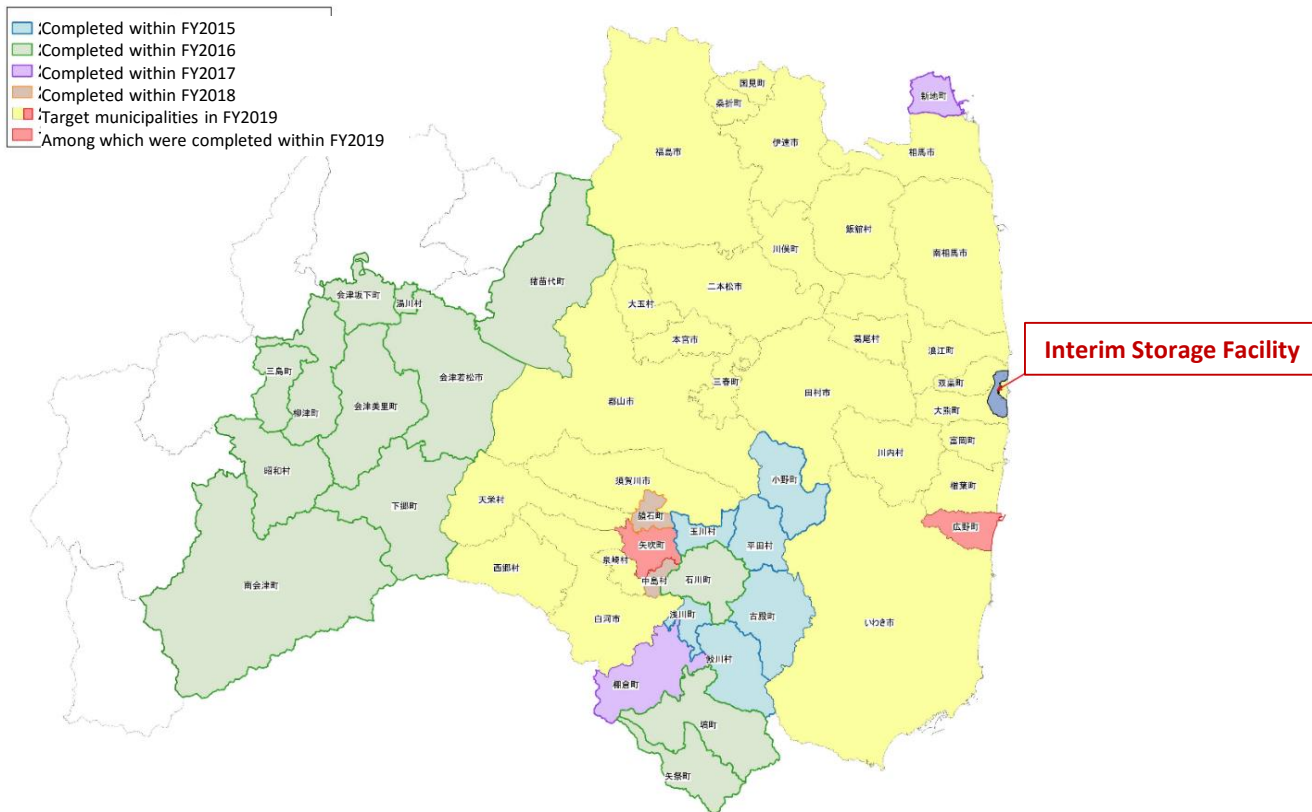 Completed within FY2015
Completed within FY2016
Completed within FY2017
Completed within FY2018
Target municipalities in FY2019
Among which were completed within FY2019
国見町
桑折町
新地町
福島市
伊達市
相馬市
飯舘村
川俣町
南相馬市
猪苗代町
二本松市
会津坂下町
湯川村
大玉村
本宮市
葛尾村
浪江町
Interim Storage Facility
三島町
会津若松市
三春町
双葉町
柳津町
会津美里町
郡山市
田村市
大熊町
富岡町
川内村
昭和村
須賀川市
小野町
楢葉町
天栄村
下郷町
鏡石町
広野町
玉川村
矢吹町
平田村
泉崎村
西郷村
中島村
石川町
南会津町
白河市
浅川町
古殿町
いわき市
鮫川村
棚倉町
塙町
矢祭町